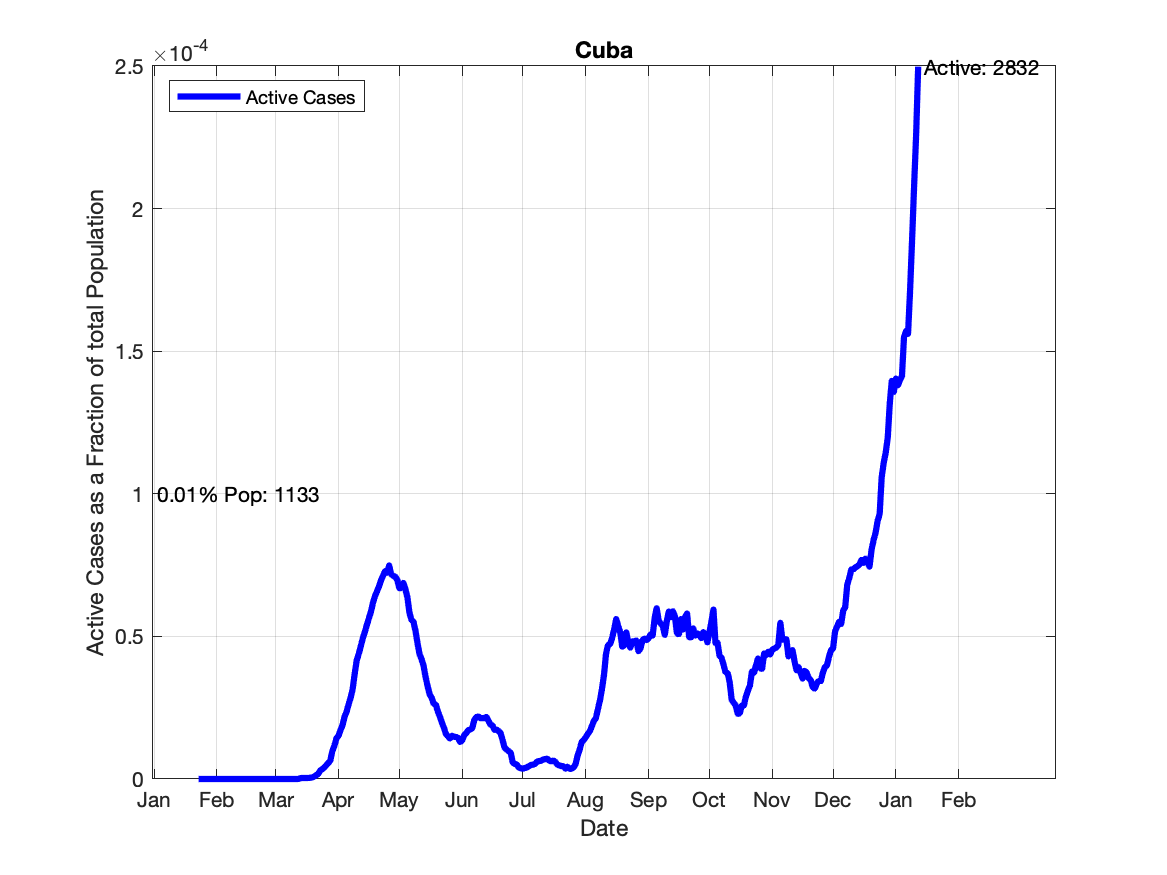 Cuba
×10⁻⁴
2.5
2
1.5
1
0.5
0
Active Cases
Active: 2832
0.01% Pop: 1133
Active Cases as a Fraction of total Population
Jan Feb Mar Apr May Jun Jul Aug Sep Oct Nov Dec Jan Feb
Date